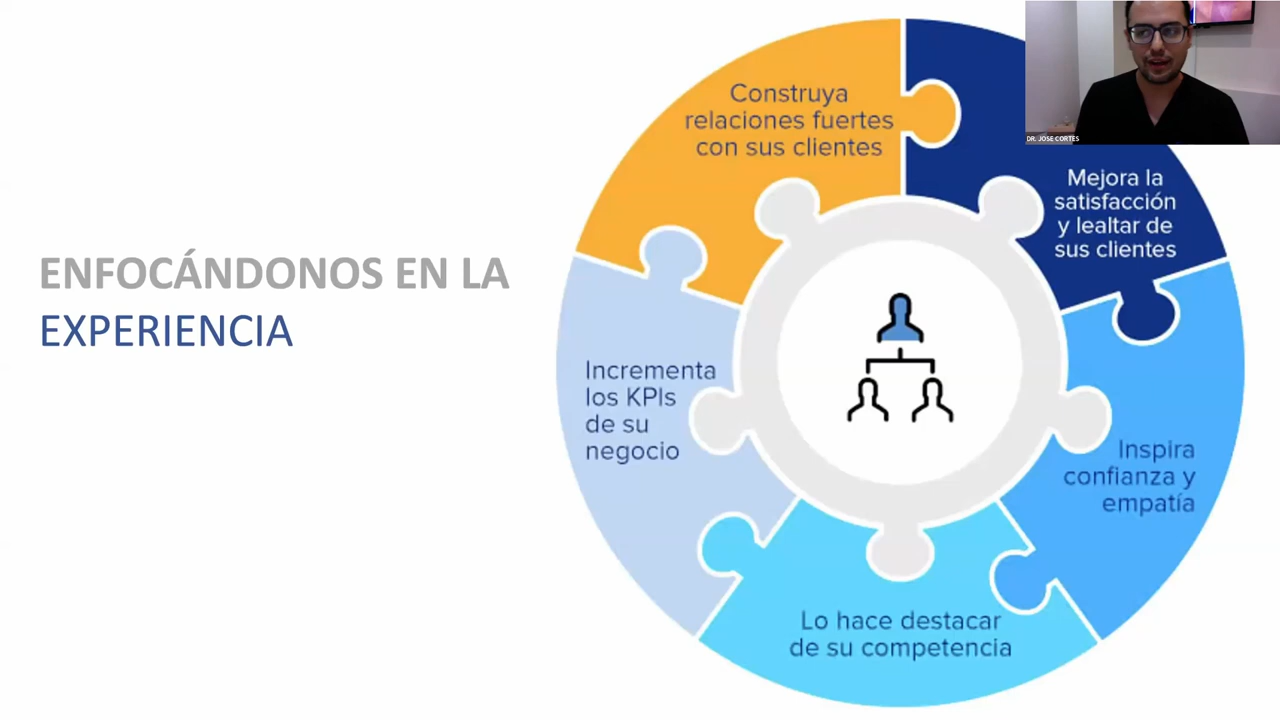 ENFOCÁNDONOS EN LA
EXPERIENCIA
Construya
relaciones fuertes
con sus clientes
Mejora la
satisfacción
y lealtar de
sus clientes
Inspira
confianza y
empatía
Lo hace destacar
de su competencia
Incrementa
los KPIs
de su
negocio
DR. JOSE CORTES